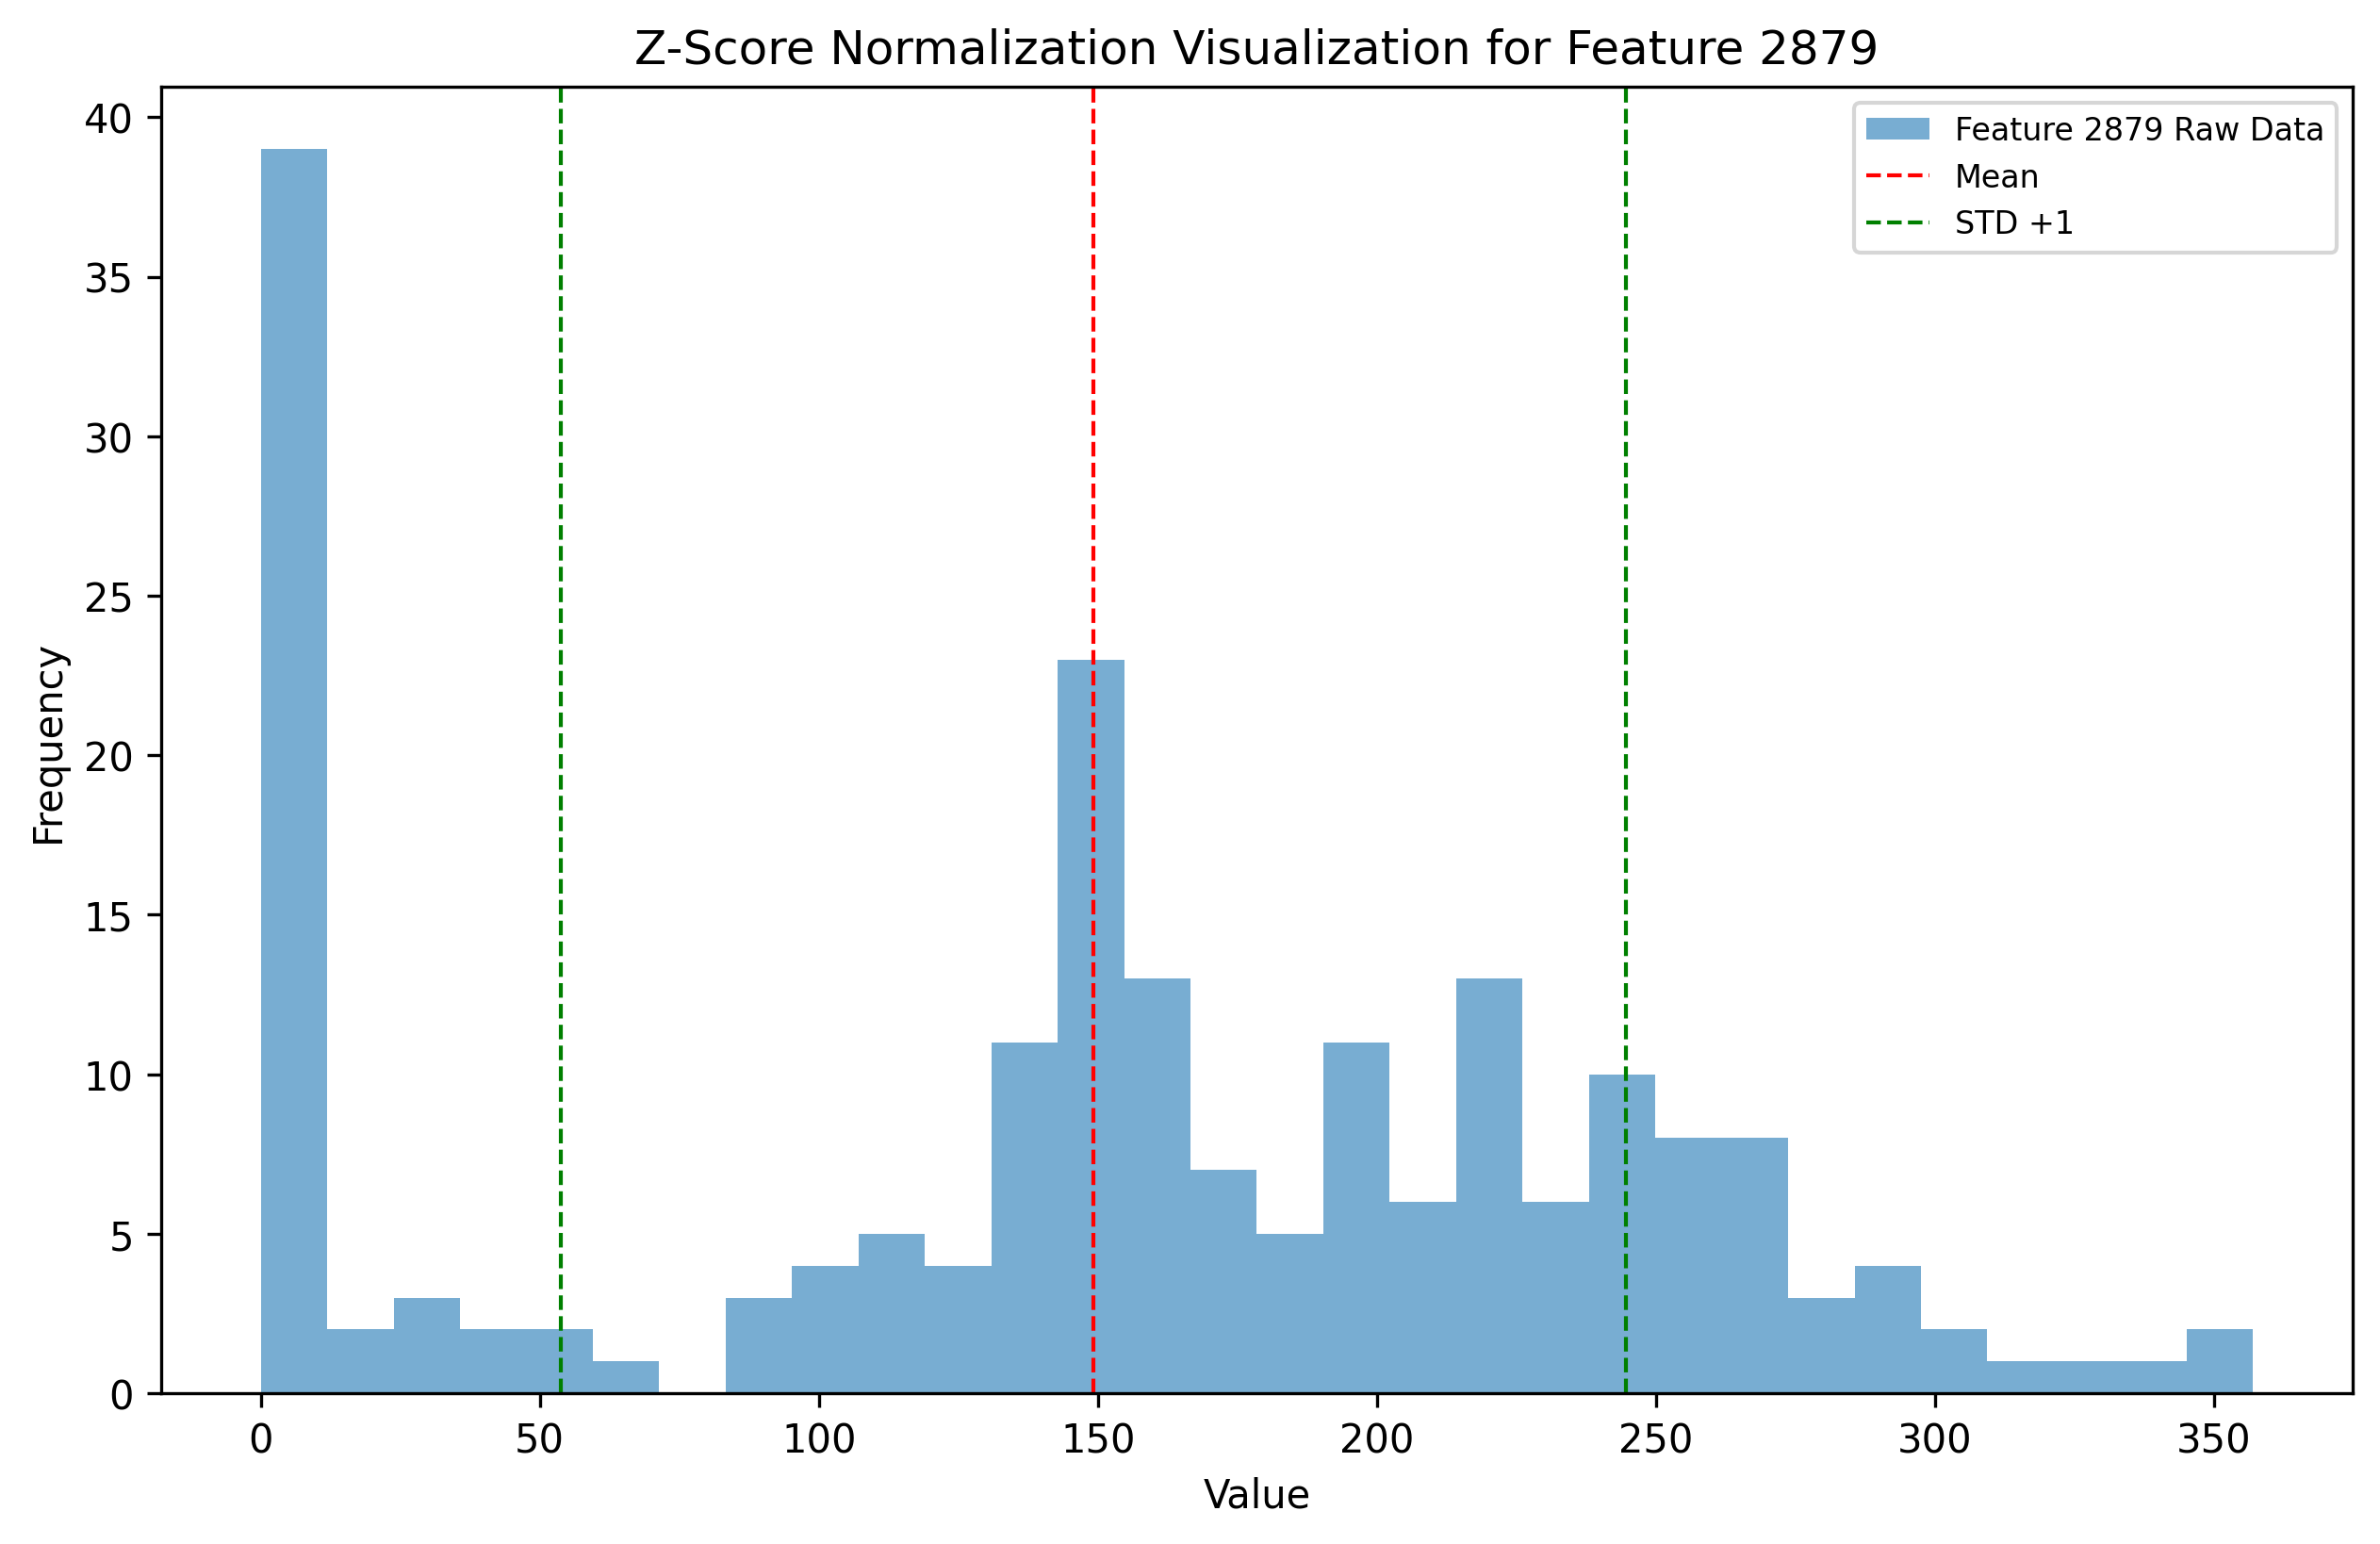 Z-Score Normalization Visualization for Feature 2879
Feature 2879 Raw Data
Mean
STD +1
Frequency
40
35
30
25
20
15
10
5
0
0 50 100 150 200 250 300 350
Value